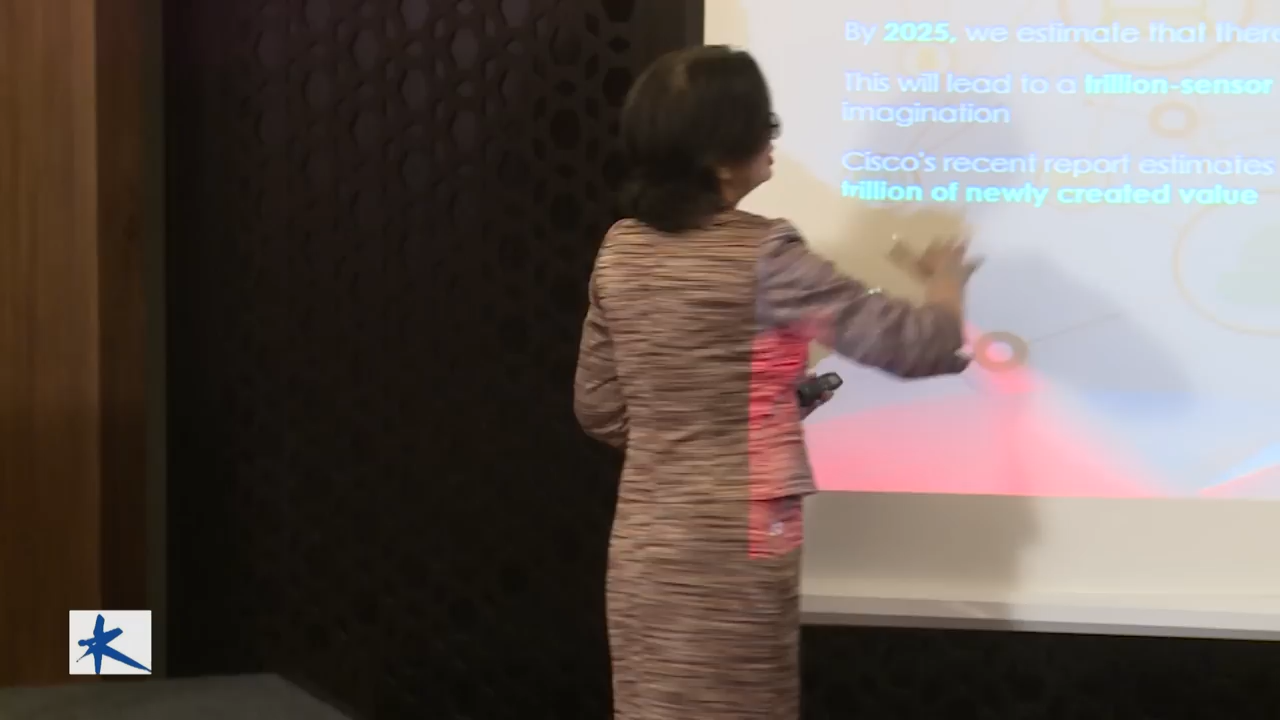 By 2025, we estimate that there
This will lead to a trillion-sensor
imagination
Cisco's recent report estimates
trillion of newly created value